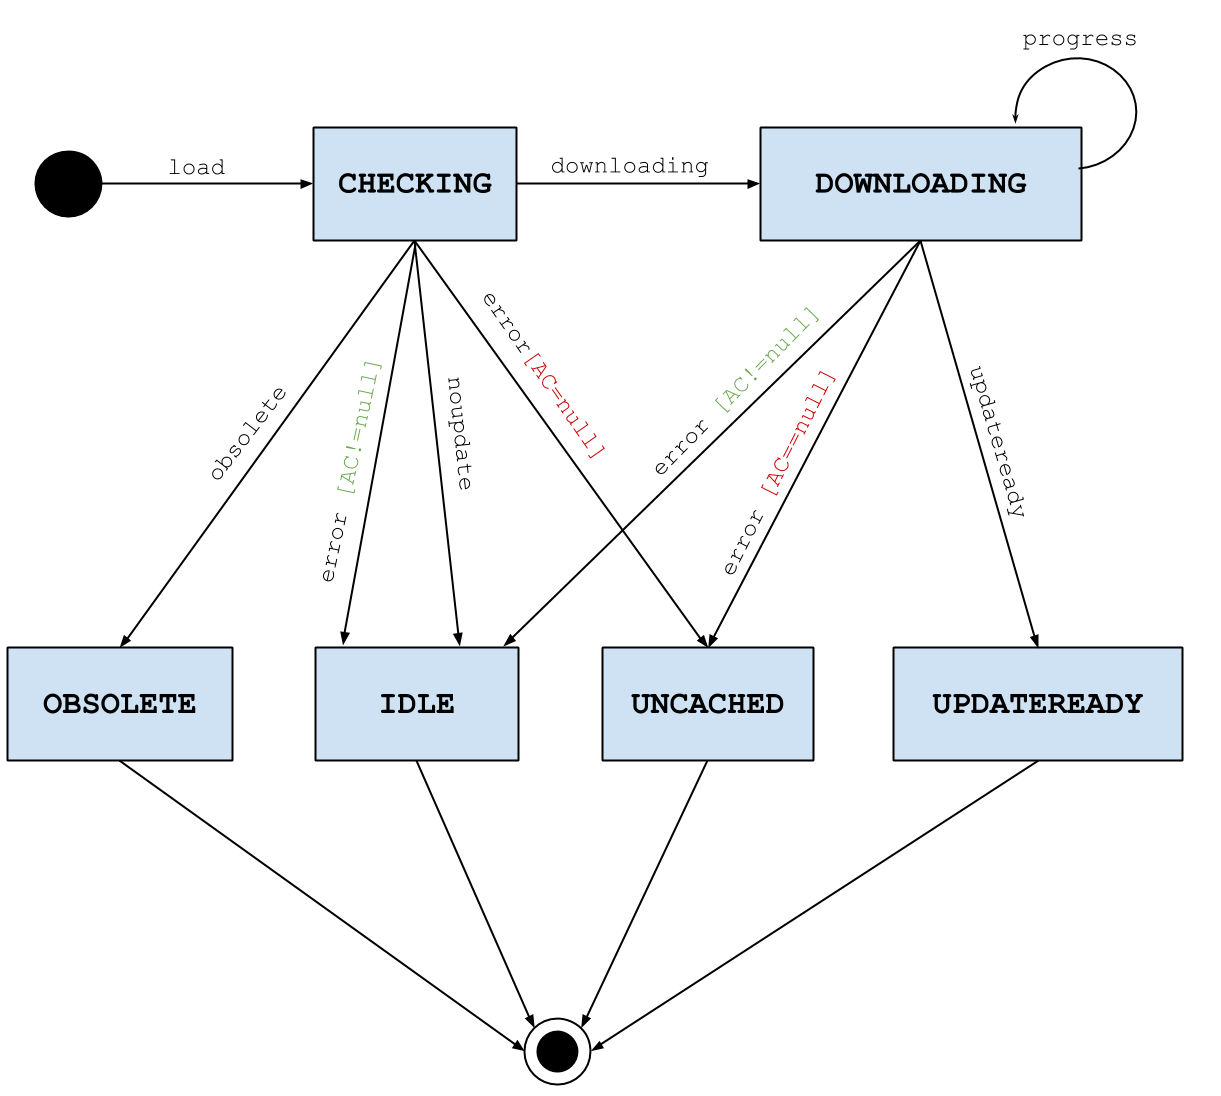 progress
load
CHECKING
downloading
DOWNLOADING
obsolete
error [AC!=null]
noupdate
error[AC=null]
error [AC!=null]
error [AC==null]
updateready
OBSOLETE
IDLE
UNCACHED
UPDATEREADY